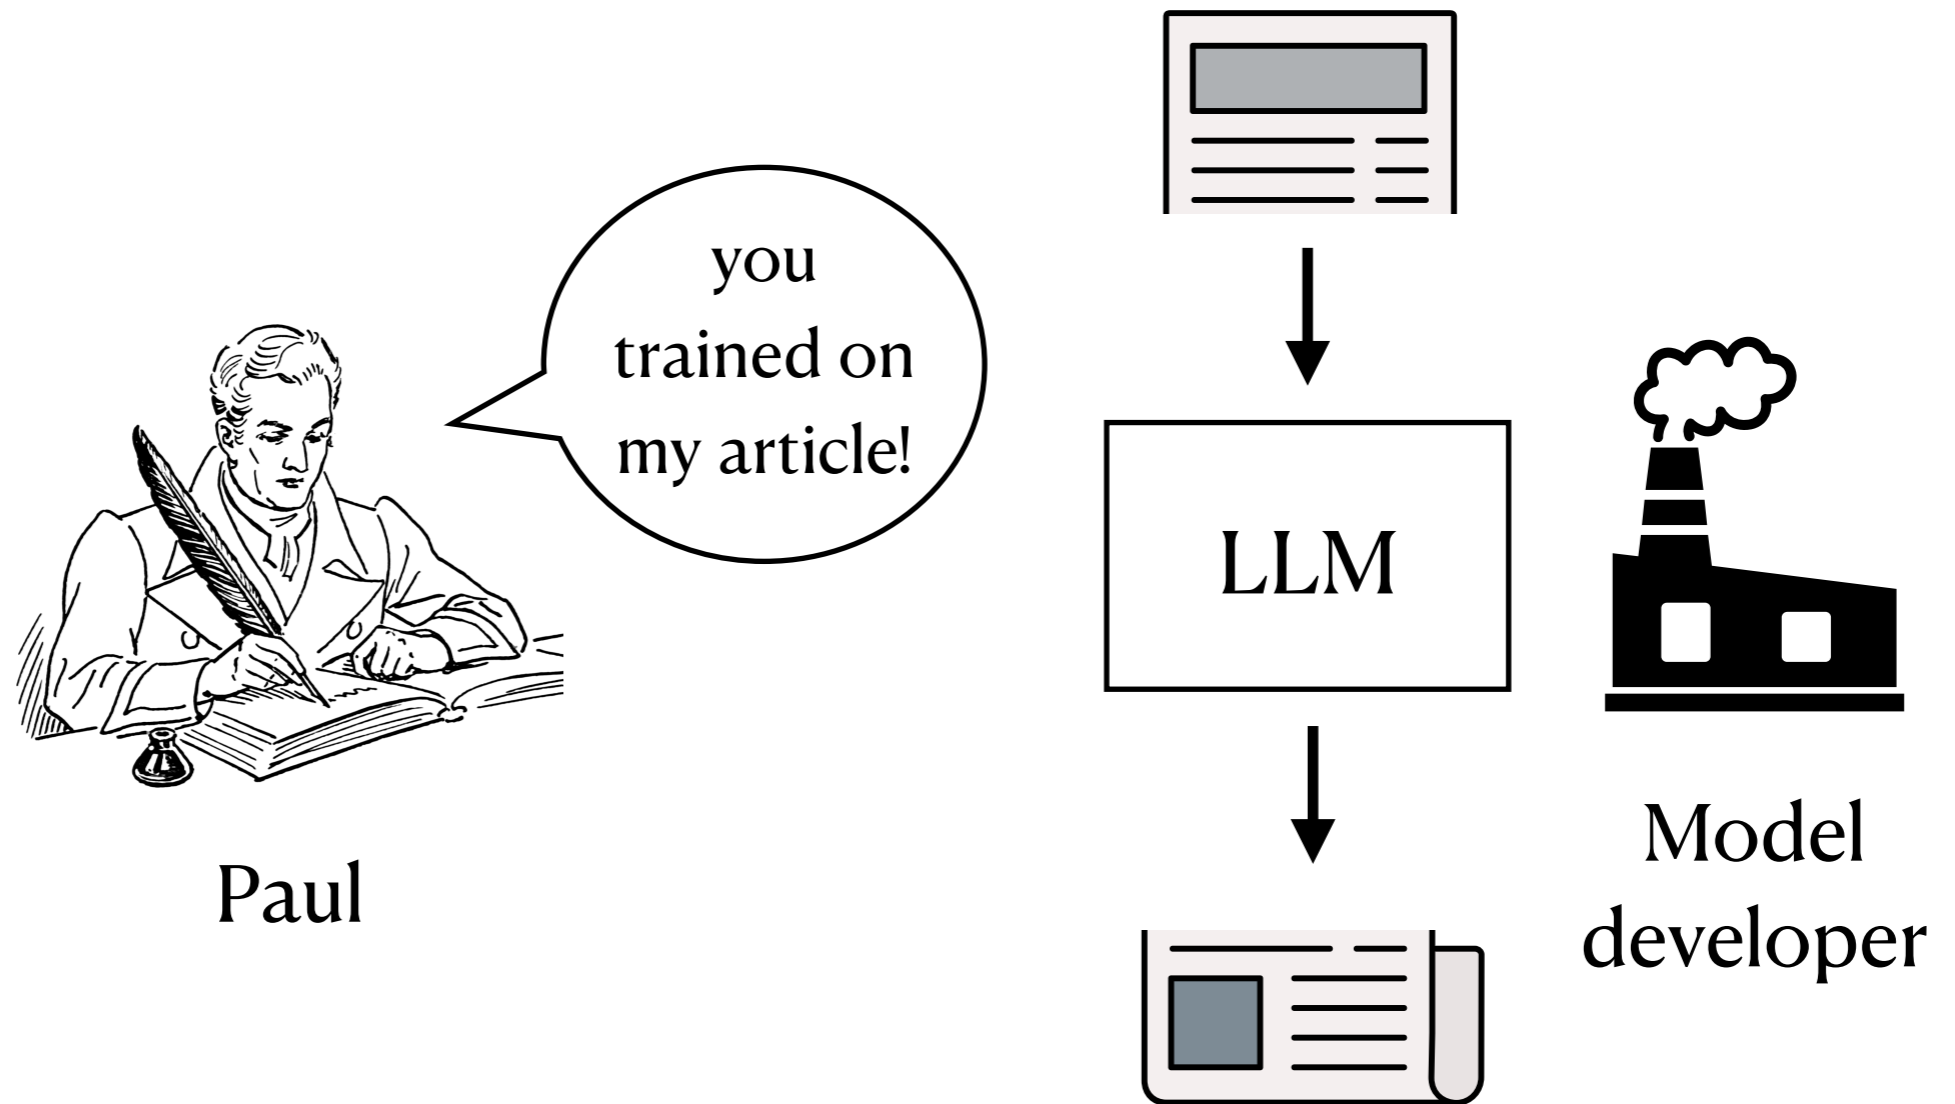 you
trained on
my article!
LLM
Paul
Model
developer